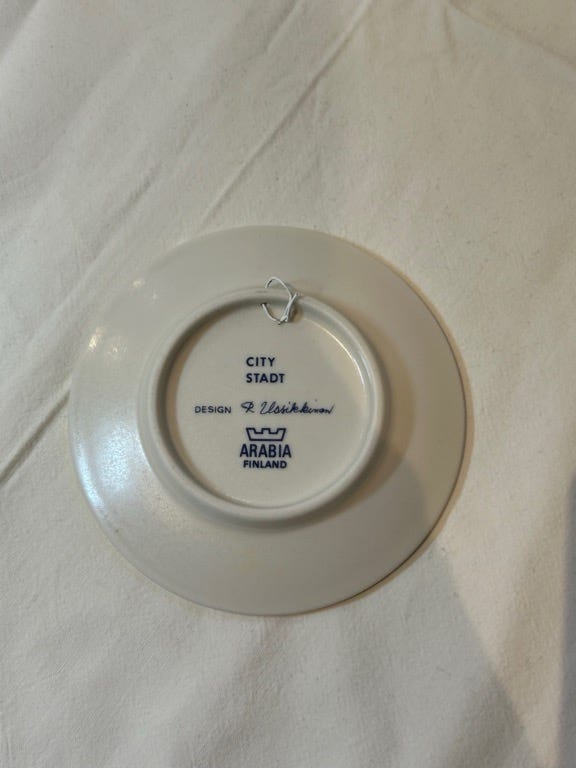 CITY
STADT
DESIGN R. Uosikkinen
ARABIA
FINLAND